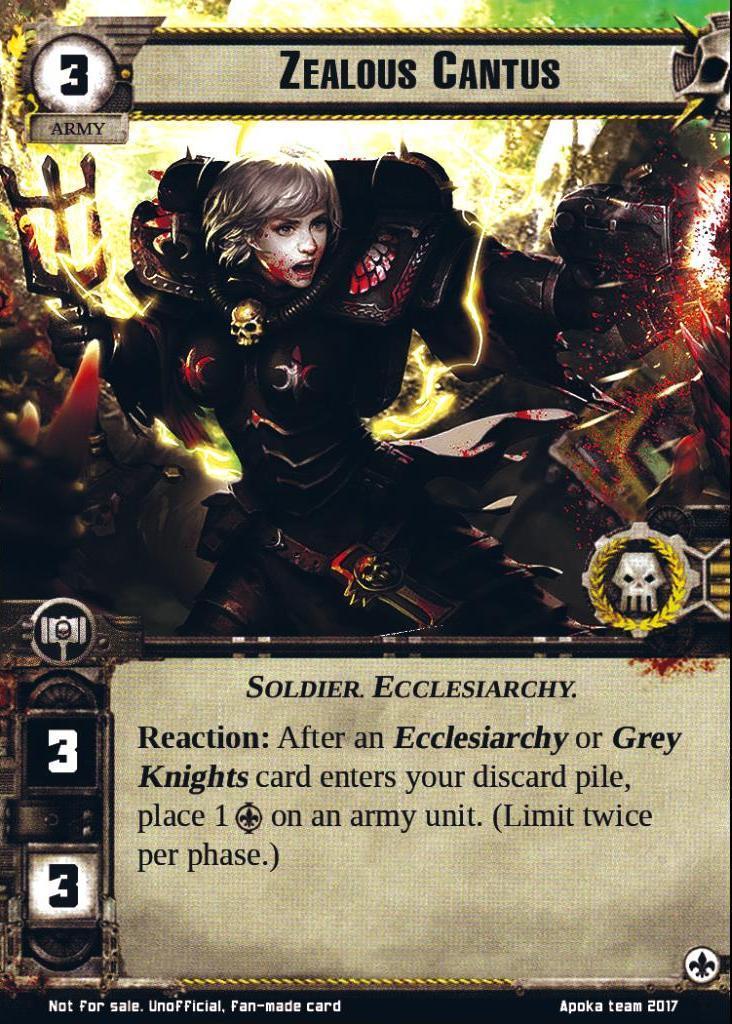 3
ZEALOUS CANTUS
ARMY
SOLDIER. ECCLESIARCHY.
3
Reaction: After an Ecclesiarchy or Grey
Knights card enters your discard pile,
place 1 on an army unit. (Limit twice
per phase.)
3
Not for sale. Unofficial, fan-made card
Apoka team 2017